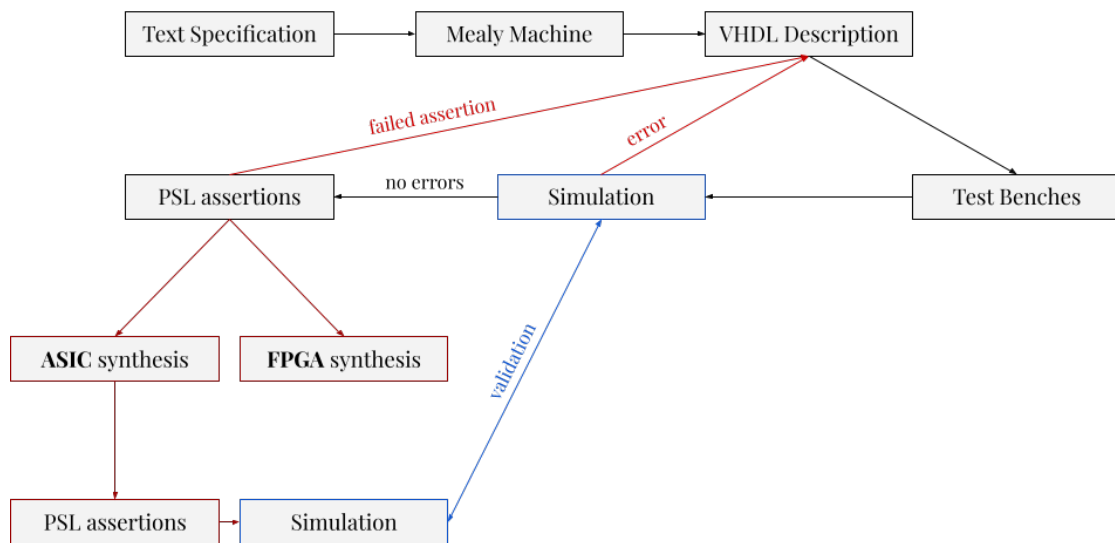 Text Specification
Mealy Machine
VHDL Description
failed assertion
error
PSL assertions
no errors
Simulation
Test Benches
validation
ASIC synthesis
FPGA synthesis
PSL assertions
Simulation